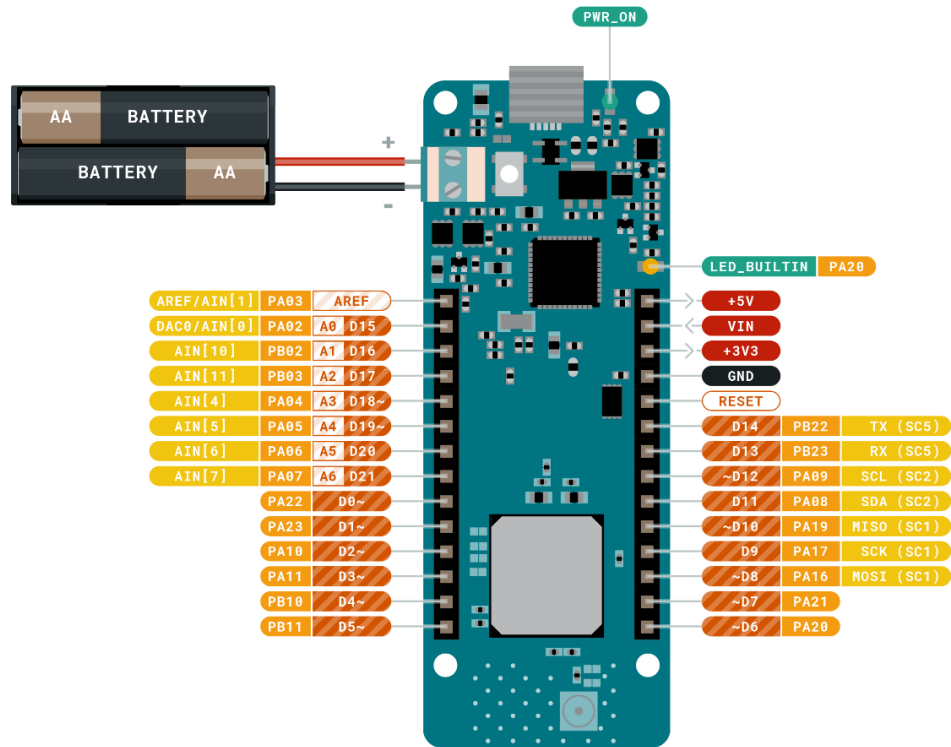 PWR_ON
AA BATTERY
BATTERY AA
+
-
LED_BUILTIN PA20
AREF/AIN[1] PA03 AREF
DAC0/AIN[0] PA02 A0 D15
AIN[10] PB02 A1 D16
AIN[11] PB03 A2 D17
AIN[4] PA04 A3 D18~
AIN[5] PA05 A4 D19~
AIN[6] PA06 A5 D20
AIN[7] PA07 A6 D21
PA22 D0~
PA23 D1~
PA10 D2~
PA11 D3~
PB10 D4~
PB11 D5~
+5V
VIN
+3V3
GND
RESET
D14 PB22 TX (SC5)
D13 PB23 RX (SC5)
~D12 PA09 SCL (SC2)
D11 PA08 SDA (SC2)
~D10 PA19 MISO (SC1)
D9 PA17 SCK (SC1)
~D8 PA16 MOSI (SC1)
~D7 PA21
~D6 PA20